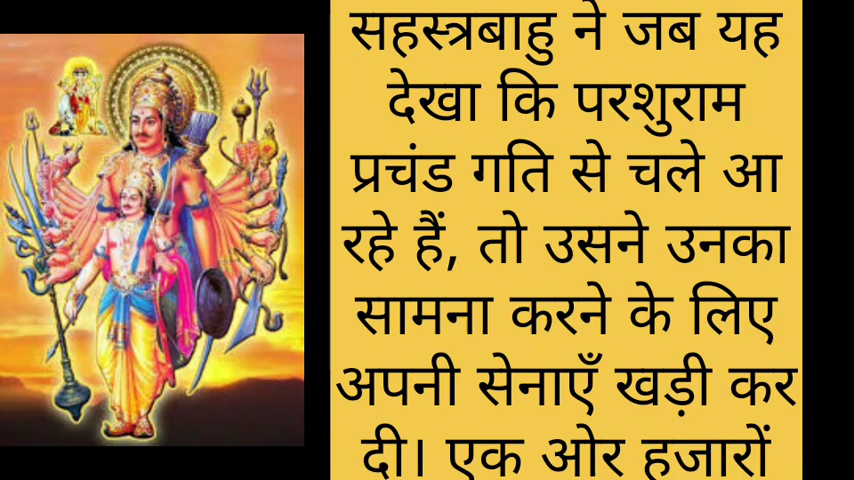 सहस्त्रबाहु ने जब यह
देखा कि परशुराम
प्रचंड गति से चले आ
रहे हैं, तो उसने उनका
सामना करने के लिए
अपनी सेनाएँ खड़ी कर
दी। एक ओर हजारों